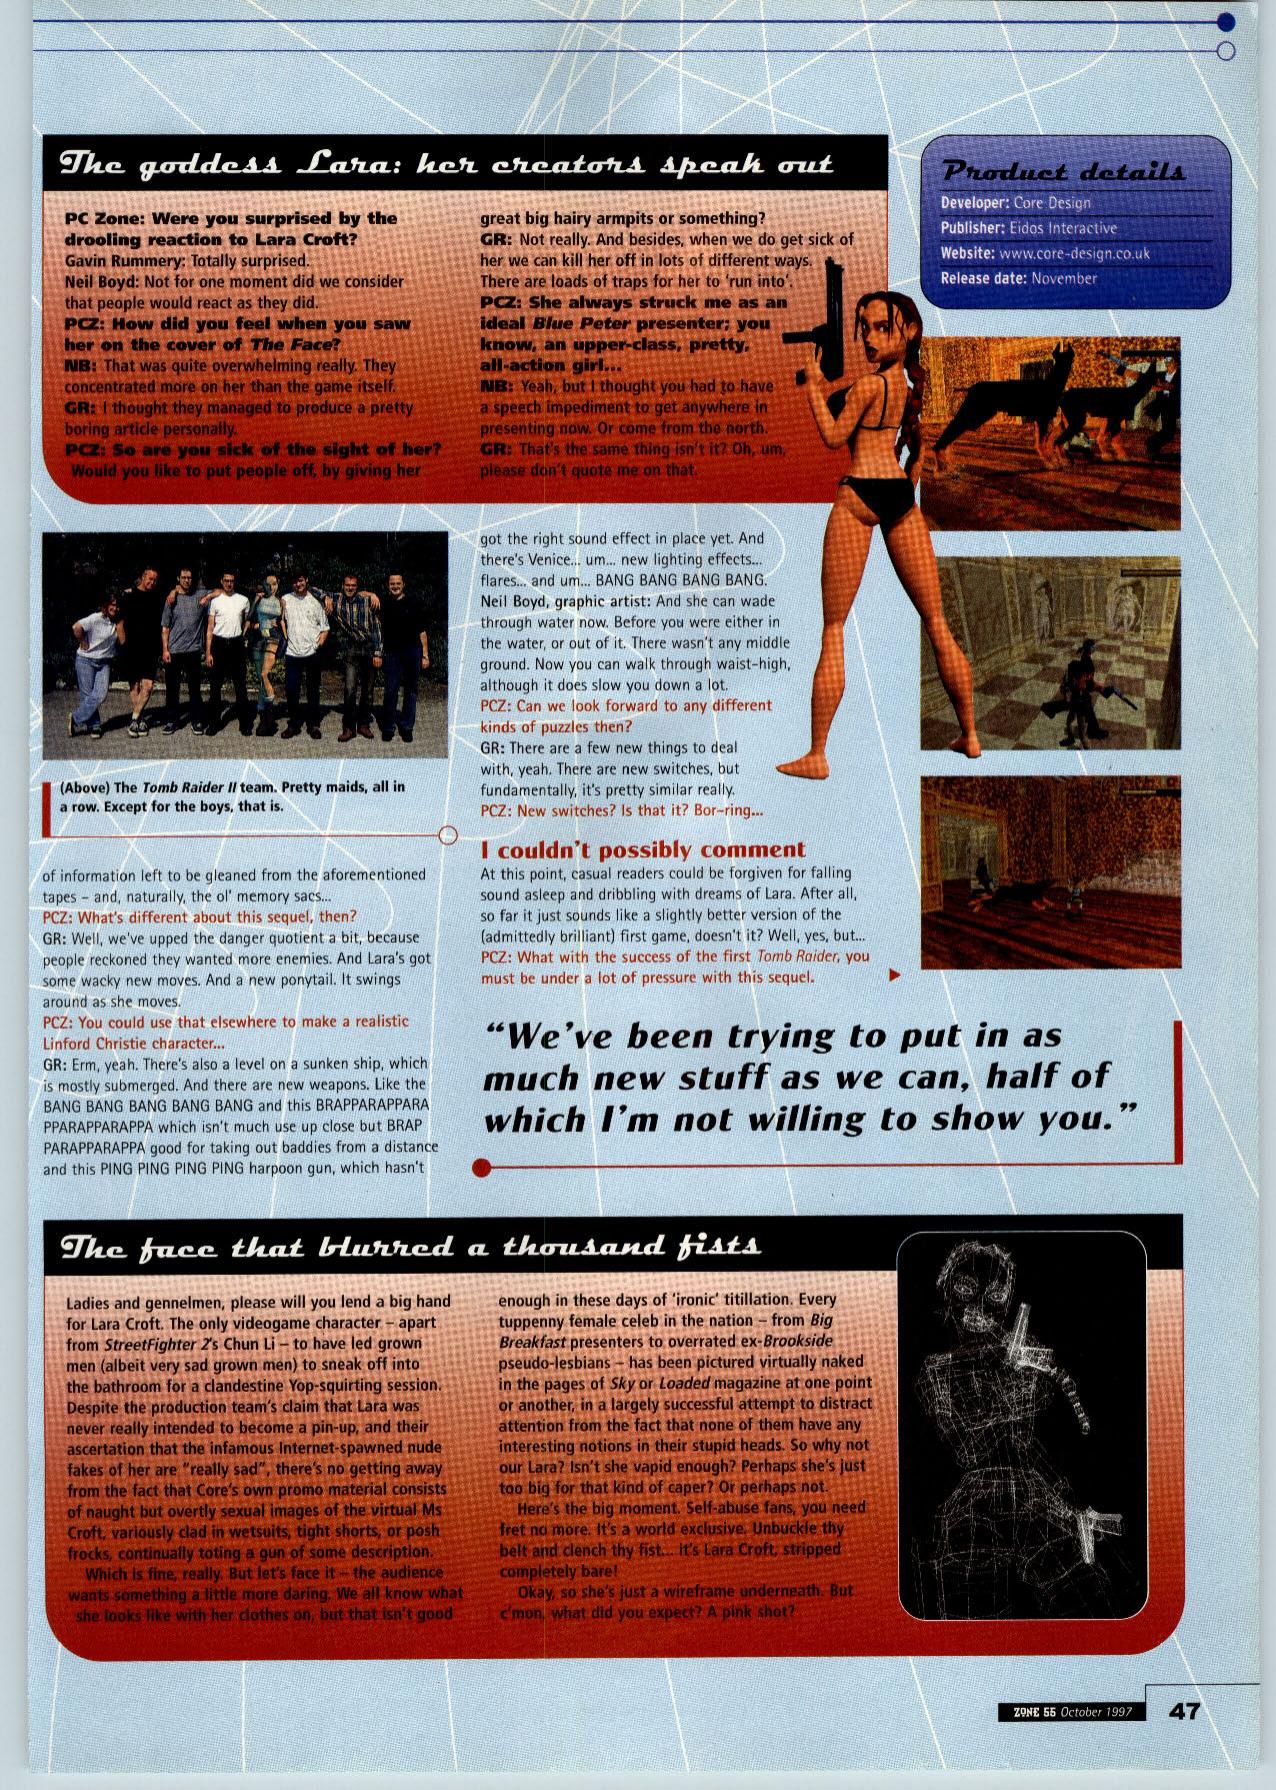 The goddess Lara: her creators speak out
PC Zone: Were you surprised by the
drooling reaction to Lara Croft?
Gavin Rummery: Totally surprised.
Neil Boyd: Not for one moment did we consider
that people would react as they did.
PCZ: How did you feel when you saw
her on the cover of The Face?
NB: That was quite overwhelming really. They
concentrated more on her than the game itself.
GR: I thought they managed to produce a pretty
boring article personally.
PCZ: So are you sick of the sight of her?
Would you like to put people off, by giving her
great big hairy armpits or something?
GR: Not really. And besides, when we do get sick of
her we can kill her off in lots of different ways.
There are loads of traps for her to ‘run into’.
PCZ: She always struck me as an
ideal Blue Peter presenter; you
know, an upper-class, pretty,
all-action girl...
NB: Yeah, but I thought you had to have
a speech impediment to get anywhere in
presenting now. Or come from the north.
GR: That's the same thing isn't it? Oh, um,
please don't quote me on that.
Product details
Developer: Core Design
Publisher: Eidos Interactive
Website: www.core-design.co.uk
Release date: November
(Above) The Tomb Raider II team. Pretty maids, all in
a row. Except for the boys, that is.
of information left to be gleaned from the aforementioned
tapes – and, naturally, the ol' memory sacs...
PCZ: What's different about this sequel, then?
GR: Well, we've upped the danger quotient a bit, because
people reckoned they wanted more enemies. And Lara's got
some wacky new moves. And a new ponytail. It swings
around as she moves.
PCZ: You could use that elsewhere to make a realistic
Linford Christie character...
GR: Erm, yeah. There's also a level on a sunken ship, which
is mostly submerged. And there are new weapons. Like the
BANG BANG BANG BANG BANG and this BRAPPARAPPARA
PPARAPPARAPPA which isn't much use up close but BRAP
PARAPPARAPPA good for taking out baddies from a distance
and this PING PING PING PING harpoon gun, which hasn't
got the right sound effect in place yet. And
there's Venice... um... new lighting effects...
flares... and um... BANG BANG BANG BANG.
Neil Boyd, graphic artist: And she can wade
through water now. Before you were either in
the water, or out of it. There wasn't any middle
ground. Now you can walk through waist-high,
although it does slow you down a lot.
PCZ: Can we look forward to any different
kinds of puzzles then?
GR: There are a few new things to deal
with, yeah. There are new switches, but
fundamentally, it's pretty similar really.
PCZ: New switches? Is that it? Bor-ring...
I couldn't possibly comment
At this point, casual readers could be forgiven for falling
sound asleep and dribbling with dreams of Lara. After all,
so far it just sounds like a slightly better version of the
(admittedly brilliant) first game, doesn't it? Well, yes, but...
PCZ: What with the success of the first Tomb Raider, you
must be under a lot of pressure with this sequel.
“We've been trying to put in as
much new stuff as we can, half of
which I'm not willing to show you.”
The face that blurred a thousand fists
Ladies and gennelmen, please will you lend a big hand
for Lara Croft. The only videogame character – apart
from StreetFighter 2's Chun Li – to have led grown
men (albeit very sad grown men) to sneak off into
the bathroom for a clandestine Yop-squirting session.
Despite the production team's claim that Lara was
never really intended to become a pin-up, and their
ascertation that the infamous Internet-spawned nude
fakes of her are “really sad”, there's no getting away
from the fact that Core's own promo material consists
of naught but overtly sexual images of the virtual Ms
Croft, variously clad in wetsuits, tight shorts, or posh
frocks, continually toting a gun of some description.
Which is fine, really. But let's face it – the audience
wants something a little more daring. We all know what
she looks like with her clothes on, but that isn't good
enough in these days of ‘ironic’ titillation. Every
tuppenny female celeb in the nation – from Big
Breakfast presenters to overrated ex-Brookside
pseudo-lesbians – has been pictured virtually naked
in the pages of Sky or Loaded magazine at one point
or another, in a largely successful attempt to distract
attention from the fact that none of them have any
interesting notions in their stupid heads. So why not
our Lara? Isn't she vapid enough? Perhaps she's just
too big for that kind of caper? Or perhaps not.
Here's the big moment. Self-abuse fans, you need
fret no more. It's a world exclusive. Unbuckle thy
belt and clench thy fist... It's Lara Croft, stripped
completely bare!
Okay, so she's just a wireframe underneath. But
c'mon, what did you expect? A pink shot?
ZONE 55 October 1997 47